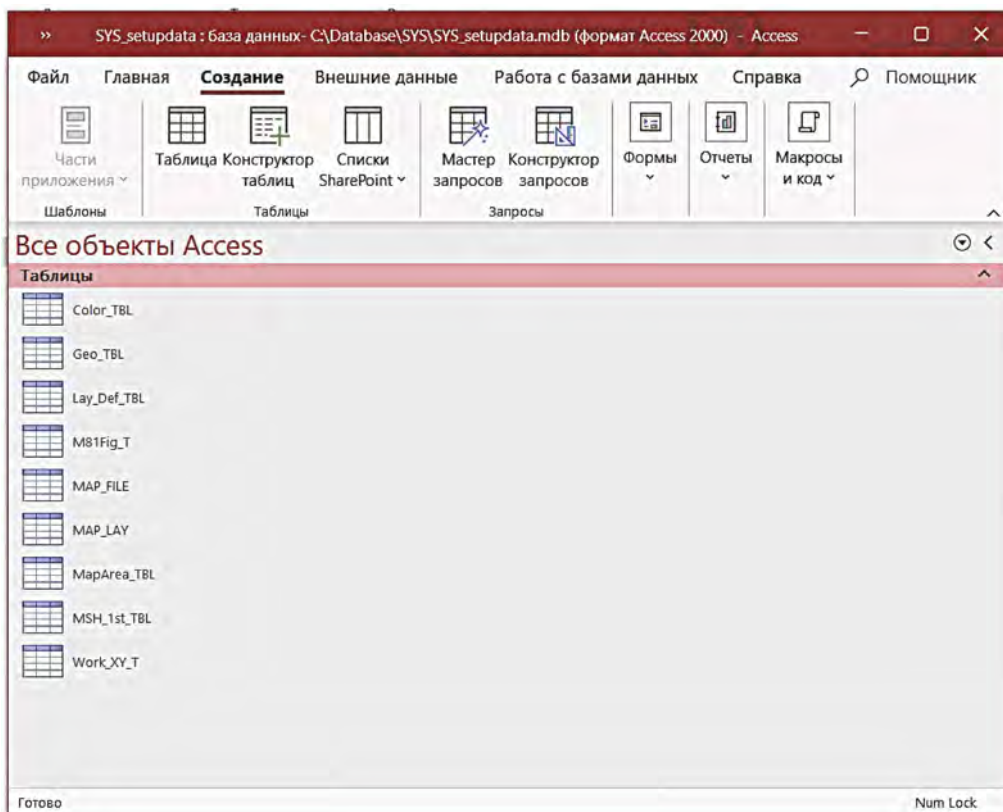 SYS_setupdata : база данных- C:\Database\SYS\SYS_setupdata.mdb (формат Access 2000) - Access
Файл Главная Создание Внешние данные Работа с базами данных Справка Помощник
Части приложения
Таблица
Конструктор таблиц
Списки SharePoint
Мастер запросов
Конструктор запросов
Формы
Отчеты
Макросы и код
Шаблоны Таблицы Запросы
Все объекты Access
Таблицы
Color_TBL
Geo_TBL
Lay_Def_TBL
M81Fig_T
MAP_FILE
MAP_LAY
MapArea_TBL
MSH_1st_TBL
Work_XY_T
Готово Num Lock